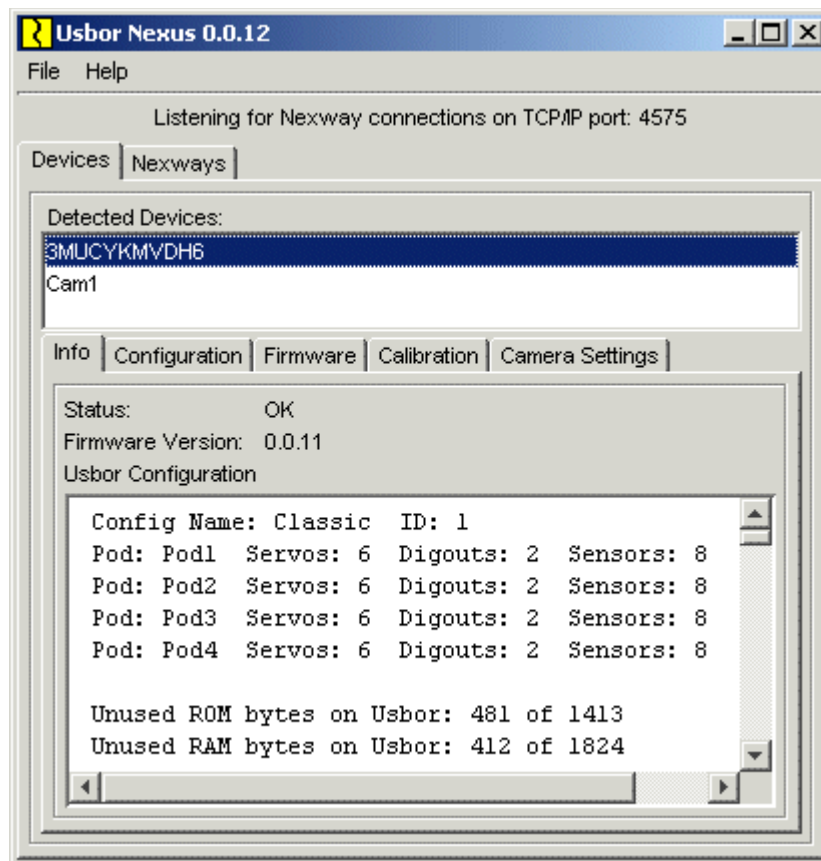 Usbor Nexus 0.0.12
File Help
Listening for Nexway connections on TCP/IP port: 4575
Devices Nexways
Detected Devices:
3MUCYKMVDH6
Cam1
Info Configuration Firmware Calibration Camera Settings
Status: OK
Firmware Version: 0.0.11
Usbor Configuration
Config Name: Classic ID: 1
Pod: Pod1 Servos: 6 Digouts: 2 Sensors: 8
Pod: Pod2 Servos: 6 Digouts: 2 Sensors: 8
Pod: Pod3 Servos: 6 Digouts: 2 Sensors: 8
Pod: Pod4 Servos: 6 Digouts: 2 Sensors: 8
Unused ROM bytes on Usbor: 481 of 1413
Unused RAM bytes on Usbor: 412 of 1824